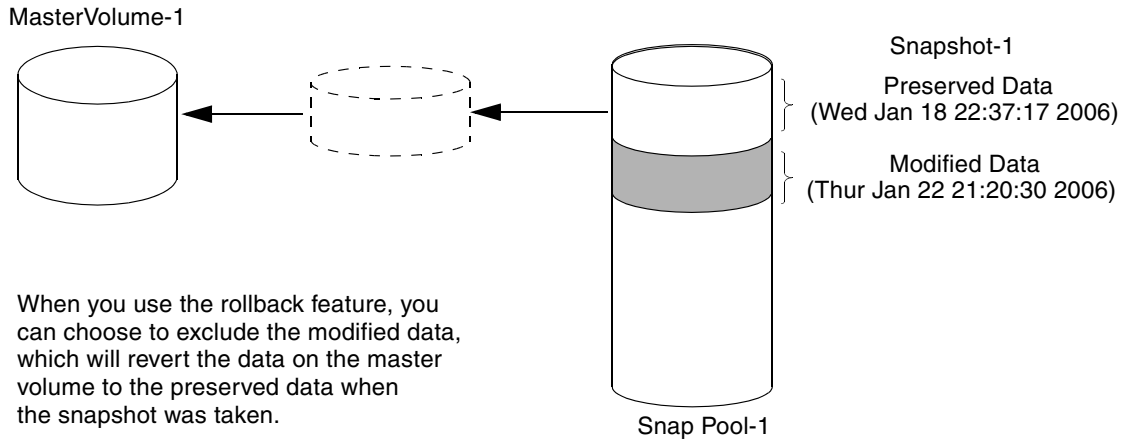 MasterVolume-1
Snapshot-1
Preserved Data
(Wed Jan 18 22:37:17 2006)
Modified Data
(Thur Jan 22 21:20:30 2006)
When you use the rollback feature, you
can choose to exclude the modified data,
which will revert the data on the master
volume to the preserved data when
the snapshot was taken.
Snap Pool-1